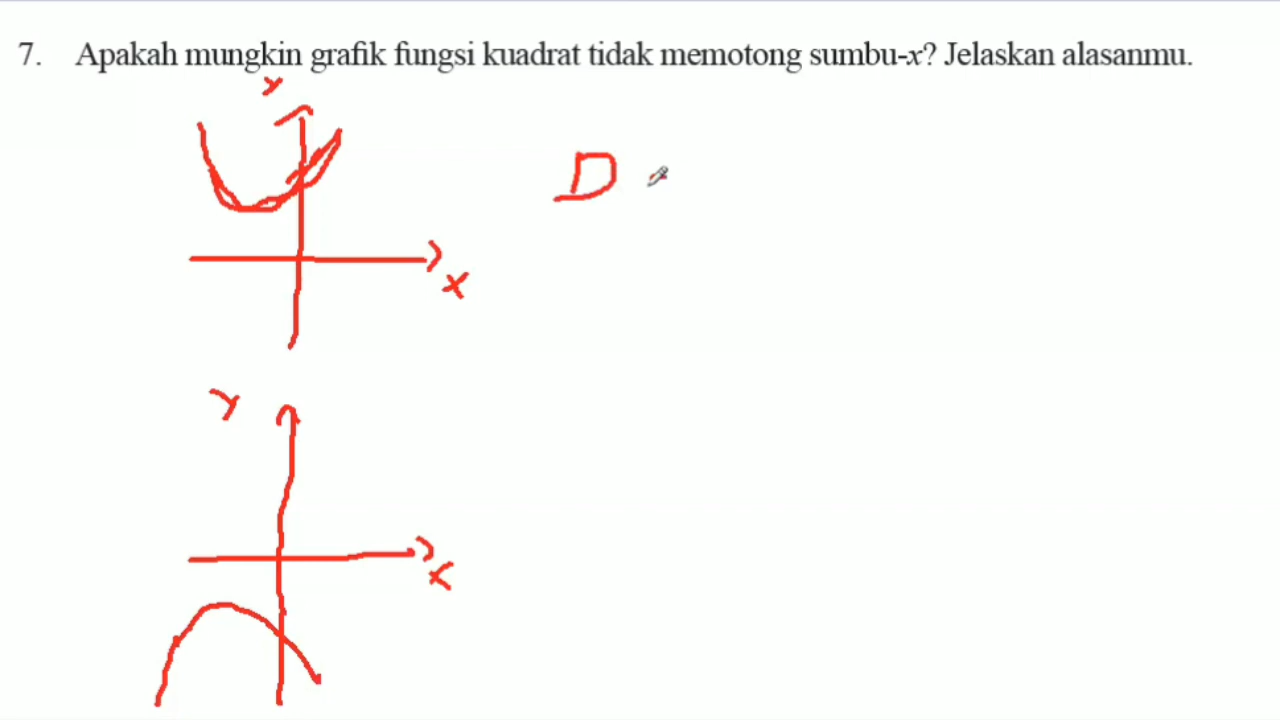 7. Apakah mungkin grafik fungsi kuadrat tidak memotong sumbu-x? Jelaskan alasanmu.
y
D
x
y
x